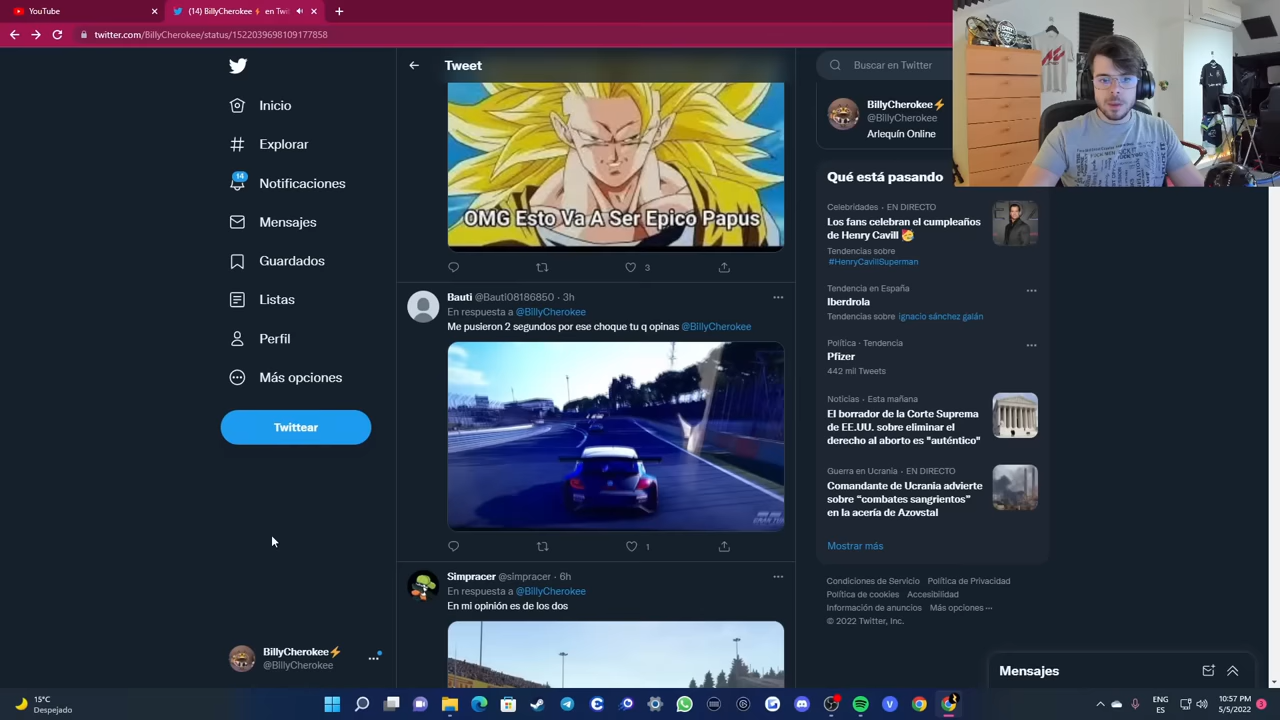 YouTube
(14) BillyCherokee⚡ en Twi
twitter.com/BillyCherokee/status/1522039698109177858
Inicio
Explorar
14
Notificaciones
Mensajes
Guardados
Listas
Perfil
Más opciones
Twittear
BillyCherokee⚡
@BillyCherokee
Tweet
OMG Esto Va A Ser Epico Papus
3
Bauti @Bauti08186850 · 3h
En respuesta a @BillyCherokee
Me pusieron 2 segundos por ese choque tu q opinas @BillyCherokee
1
Simpracer @simpracer · 6h
En respuesta a @BillyCherokee
En mi opinión es de los dos
Buscar en Twitter
BillyCherokee⚡
@BillyCherokee
Arlequín Online
Qué está pasando
Celebridades · EN DIRECTO
Los fans celebran el cumpleaños
de Henry Cavill 🥳
Tendencias sobre
#HenryCavillSuperman
Tendencia en España
Iberdrola
Tendencias sobre ignacio sánchez galán
Política · Tendencia
Pfizer
442 mil Tweets
Noticias · Esta mañana
El borrador de la Corte Suprema
de EE.UU. sobre eliminar el
derecho al aborto es "auténtico"
Guerra en Ucrania · EN DIRECTO
Comandante de Ucrania advierte
sobre “combates sangrientos”
en la acería de Azovstal
Mostrar más
Condiciones de Servicio Política de Privacidad
Política de cookies Accesibilidad
Información de anuncios Más opciones ···
© 2022 Twitter, Inc.
Mensajes
15°C
Despejado
ENG
ES
10:57 PM
5/5/2022
3